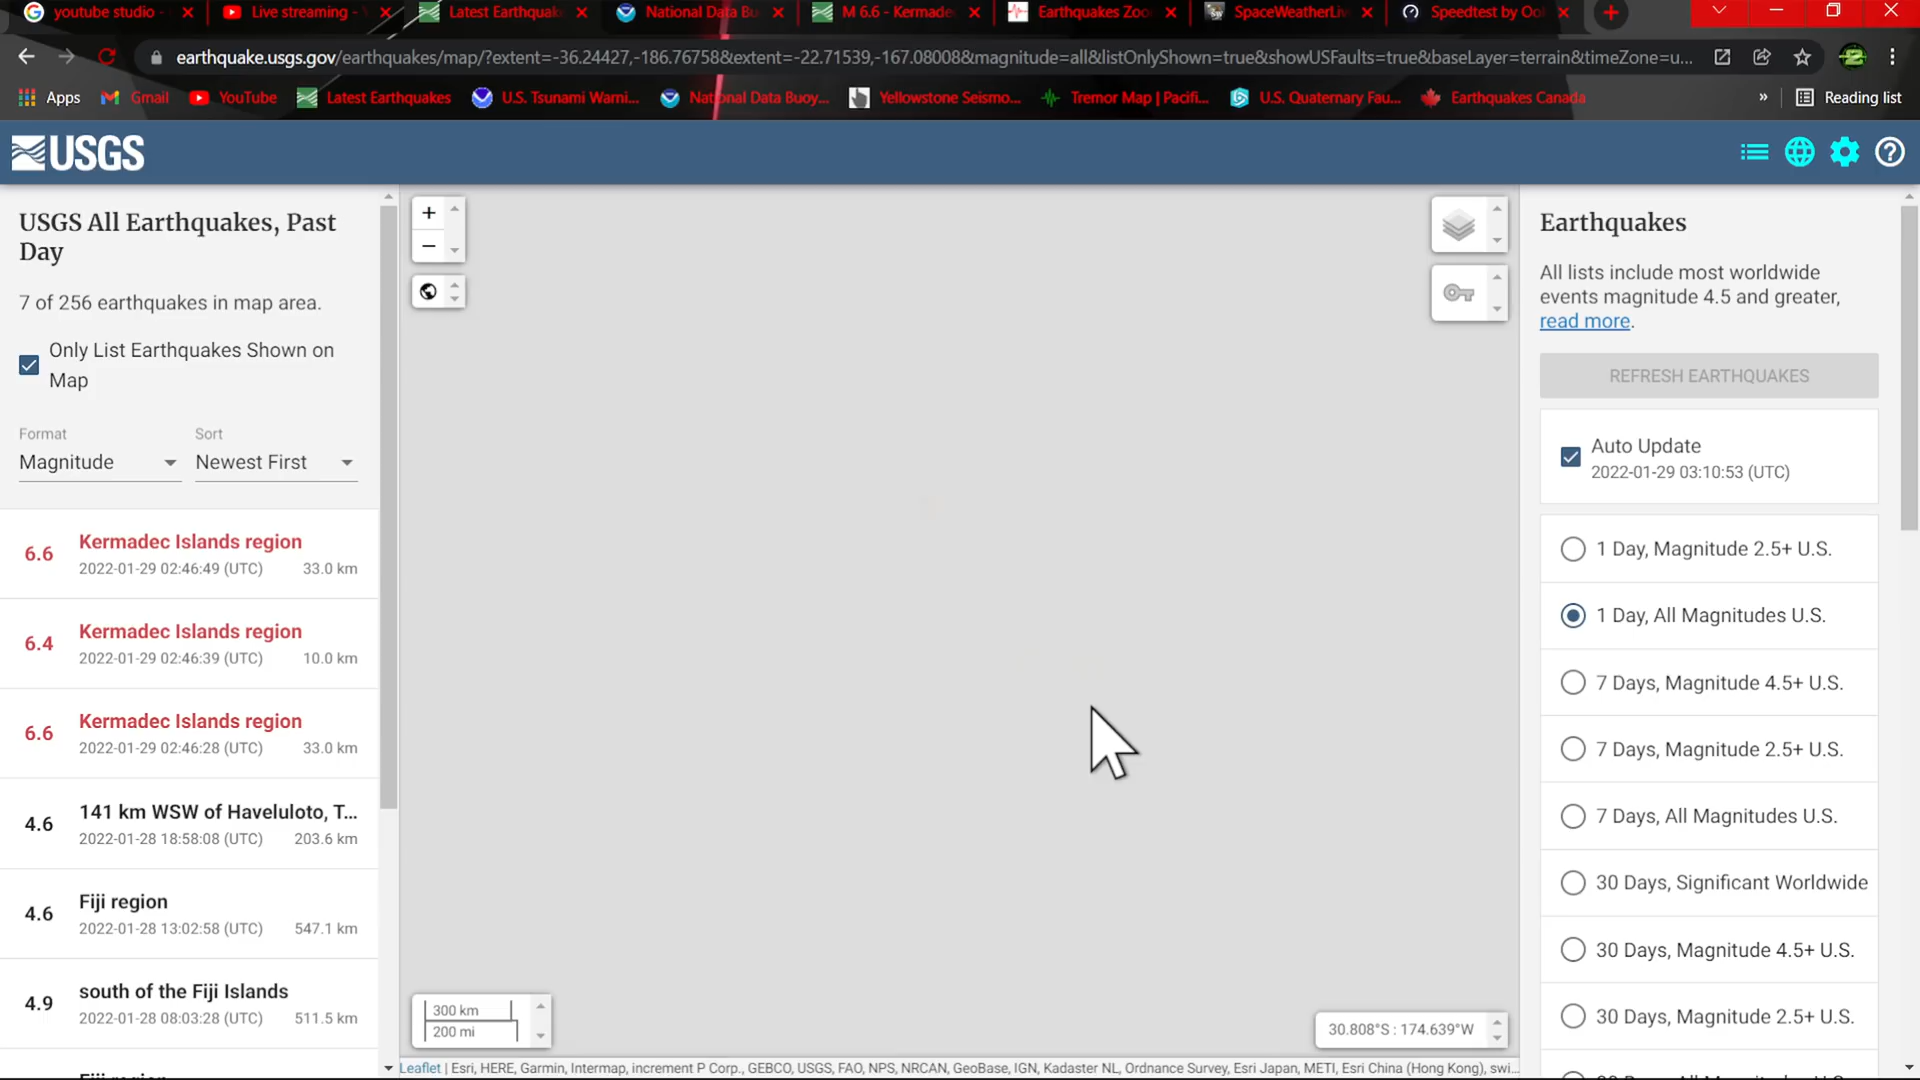 youtube studio -
Live streaming - Y
Latest Earthquak
National Data Bu
M 6.6 - Kermade
Earthquakes Zoo
SpaceWeatherLiv
Speedtest by Ook
earthquake.usgs.gov/earthquakes/map/?extent=-36.24427,-186.76758&extent=-22.71539,-167.08008&magnitude=all&listOnlyShown=true&showUSFaults=true&baseLayer=terrain&timeZone=u...
Apps
Gmail
YouTube
Latest Earthquakes
U.S. Tsunami Warni...
National Data Buoy...
Yellowstone Seismo...
Tremor Map | Pacifi...
U.S. Quaternary Fau...
Earthquakes Canada
»
Reading list
USGS
USGS All Earthquakes, Past
Day
7 of 256 earthquakes in map area.
Only List Earthquakes Shown on
Map
Format
Sort
Magnitude
Newest First
6.6
Kermadec Islands region
2022-01-29 02:46:49 (UTC) 33.0 km
6.4
Kermadec Islands region
2022-01-29 02:46:39 (UTC) 10.0 km
6.6
Kermadec Islands region
2022-01-29 02:46:28 (UTC) 33.0 km
4.6
141 km WSW of Haveluloto, T...
2022-01-28 18:58:08 (UTC) 203.6 km
4.6
Fiji region
2022-01-28 13:02:58 (UTC) 547.1 km
4.9
south of the Fiji Islands
2022-01-28 08:03:28 (UTC) 511.5 km
Fiji region
+
−
300 km
200 mi
30.808°S : 174.639°W
Leaflet | Esri, HERE, Garmin, Intermap, increment P Corp., GEBCO, USGS, FAO, NPS, NRCAN, GeoBase, IGN, Kadaster NL, Ordnance Survey, Esri Japan, METI, Esri China (Hong Kong), swi...
Earthquakes
All lists include most worldwide
events magnitude 4.5 and greater,
read more.
REFRESH EARTHQUAKES
Auto Update
2022-01-29 03:10:53 (UTC)
1 Day, Magnitude 2.5+ U.S.
1 Day, All Magnitudes U.S.
7 Days, Magnitude 4.5+ U.S.
7 Days, Magnitude 2.5+ U.S.
7 Days, All Magnitudes U.S.
30 Days, Significant Worldwide
30 Days, Magnitude 4.5+ U.S.
30 Days, Magnitude 2.5+ U.S.